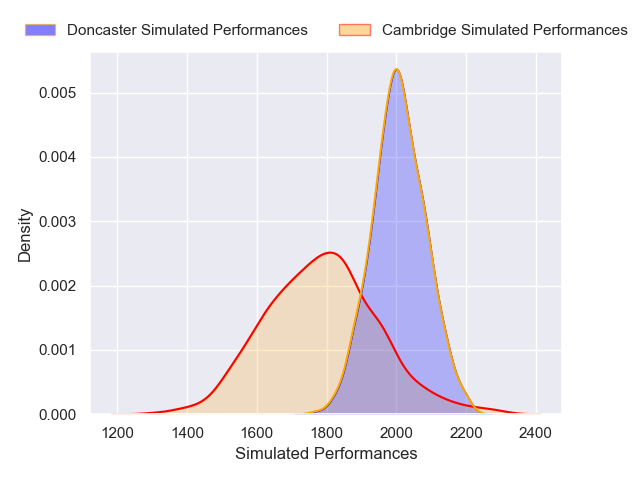 Doncaster Simulated Performances
Cambridge Simulated Performances
0.005
0.004
0.003
0.002
0.001
0.000
Density
1200 1400 1600 1800 2000 2200 2400
Simulated Performances